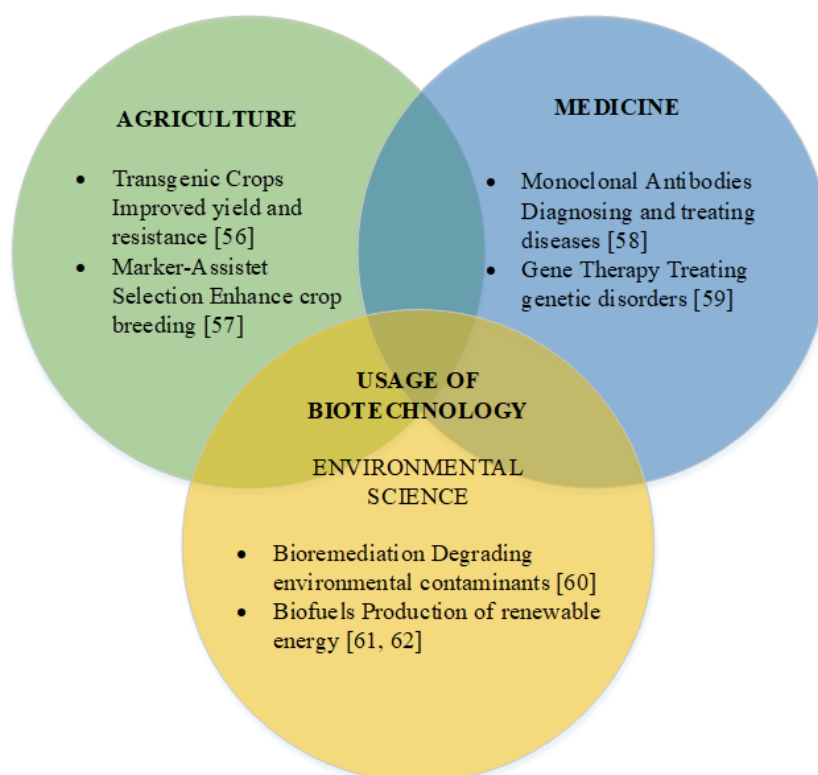 AGRICULTURE
• Transgenic Crops
Improved yield and
resistance [56]
• Marker-Assistet
Selection Enhance crop
breeding [57]
MEDICINE
• Monoclonal Antibodies
Diagnosing and treating
diseases [58]
• Gene Therapy Treating
genetic disorders [59]
USAGE OF
BIOTECHNOLOGY
ENVIRONMENTAL
SCIENCE
• Bioremediation Degrading
environmental contaminants [60]
• Biofuels Production of renewable
energy [61, 62]